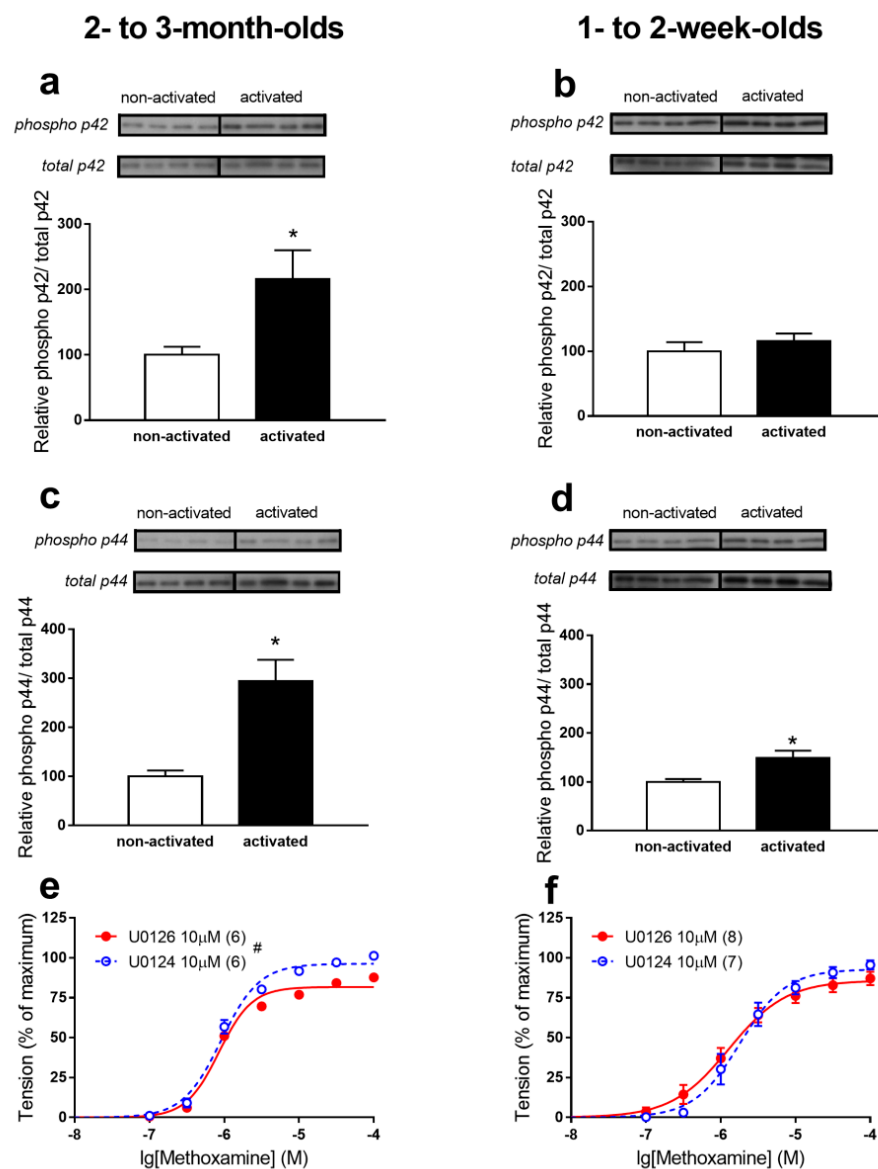 2- to 3-month-olds
1- to 2-week-olds
a
non-activated activated
phospho p42
total p42
Relative phospho p42/ total p42
300
200
100
0
*
non-activated activated
b
non-activated activated
phospho p42
total p42
Relative phospho p42/ total p42
300
200
100
0
non-activated activated
c
non-activated activated
phospho p44
total p44
Relative phospho p44/ total p44
400
300
200
100
0
*
non-activated activated
d
non-activated activated
phospho p44
total p44
Relative phospho p44/ total p44
400
300
200
100
0
*
non-activated activated
e
Tension (% of maximum)
125
100
75
50
25
0
U0126 10µM (6)
U0124 10µM (6) #
-8 -7 -6 -5 -4
lg[Methoxamine] (M)
f
Tension (% of maximum)
125
100
75
50
25
0
U0126 10µM (8)
U0124 10µM (7)
-8 -7 -6 -5 -4
lg[Methoxamine] (M)